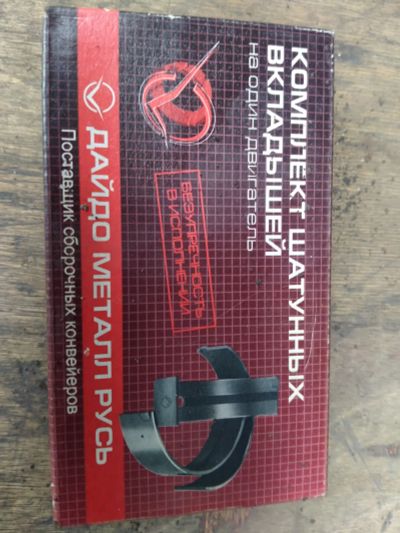 КОМПЛЕКТ ШАТУННЫХ
ВКЛАДЫШЕЙ
на один двигатель
БЕЗУПРЕЧНОСТЬ
В ИСПОЛНЕНИИ
ДАЙДО МЕТАЛЛ РУСЬ
Поставщик сборочных конвейеров